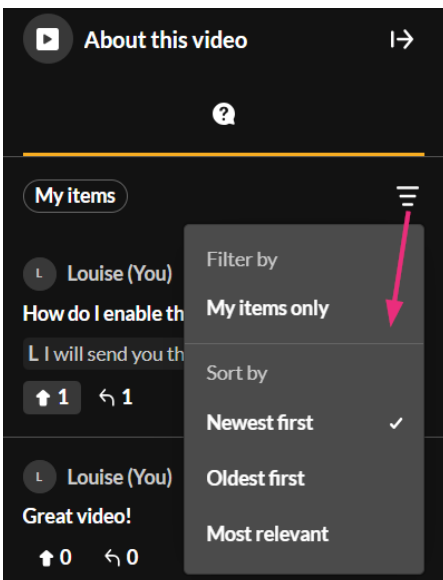 About this video
My items
L Louise (You)
How do I enable th
L I will send you th
1 1
L Louise (You)
Great video!
0 0
Filter by
My items only
Sort by
Newest first
Oldest first
Most relevant